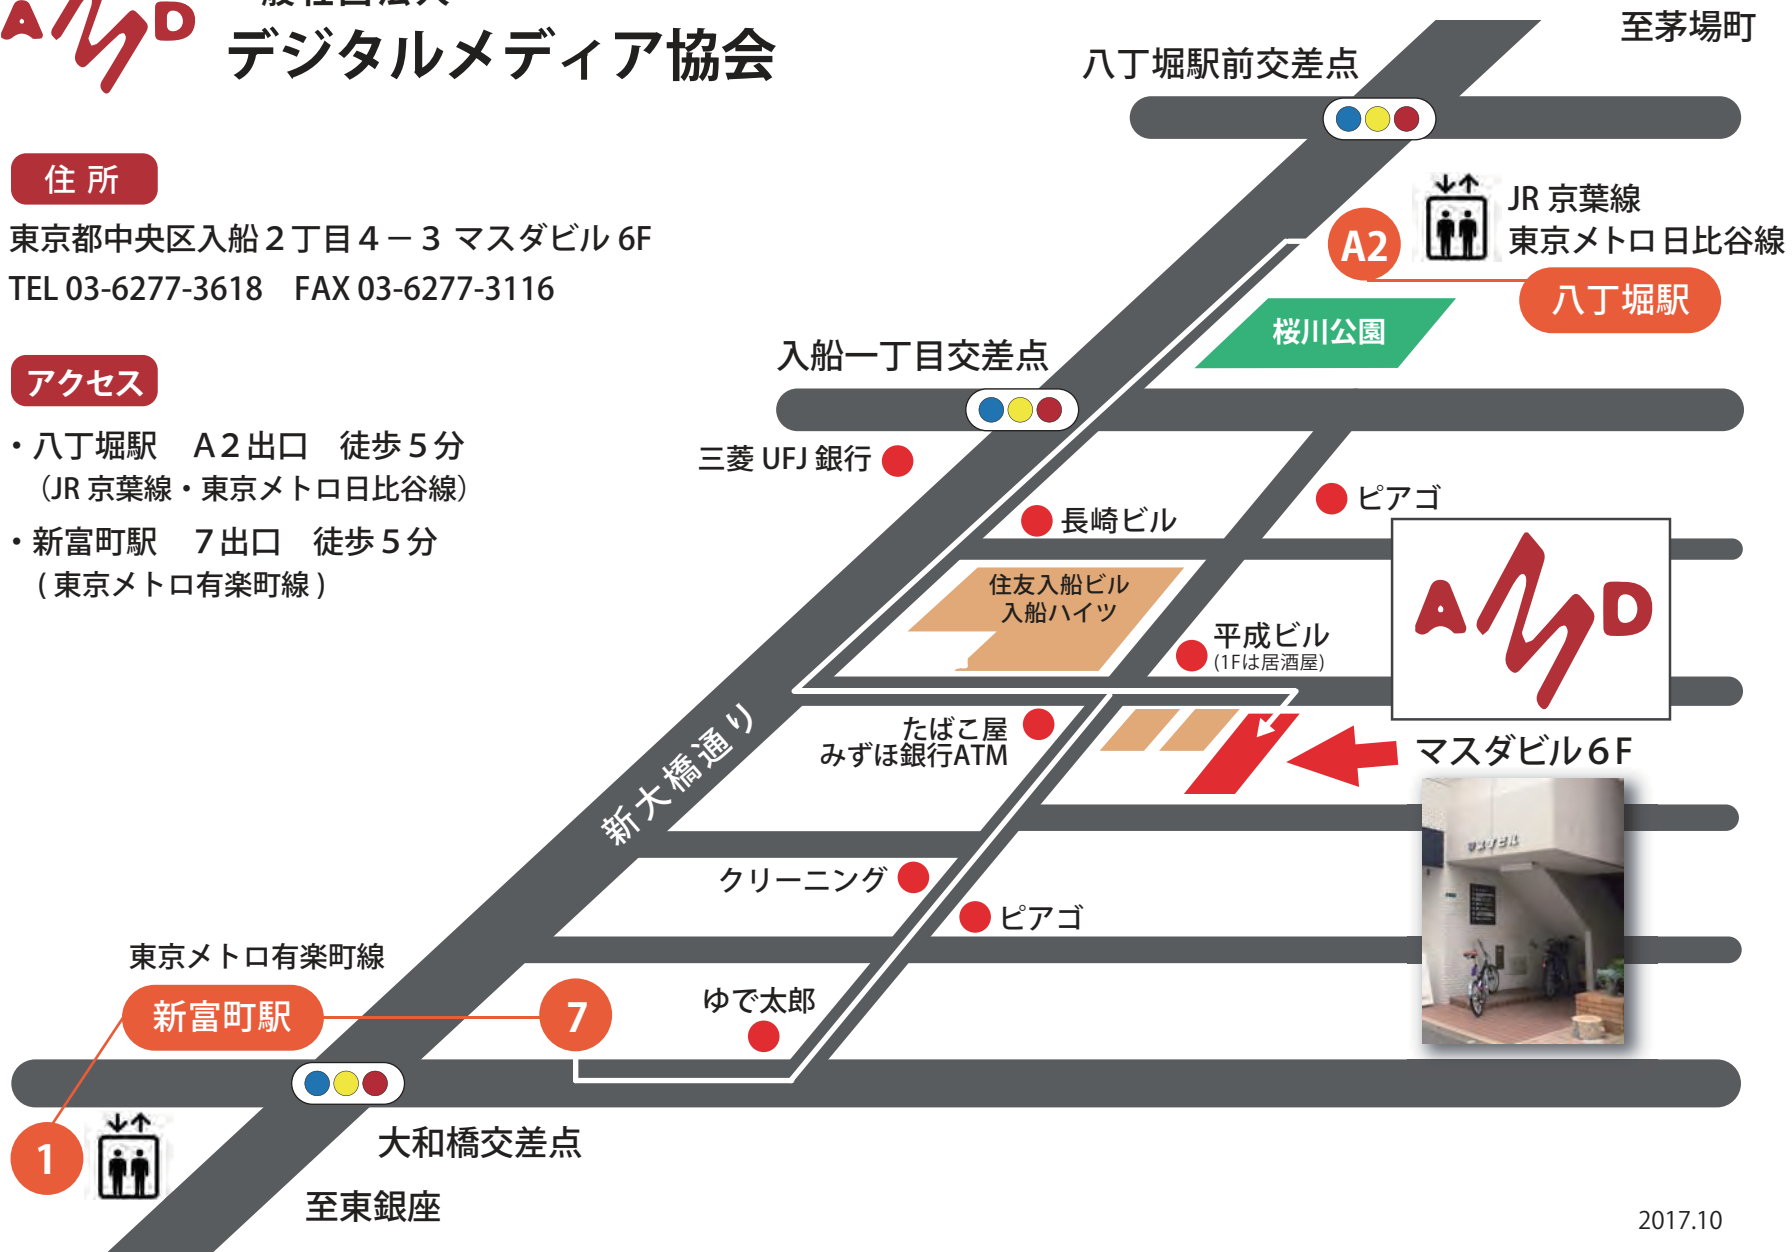 AMD
デジタルメディア協会
住 所
東京都中央区入船２丁目４－３ マスダビル 6F
TEL 03-6277-3618　FAX 03-6277-3116
アクセス
・八丁堀駅　A２出口　徒歩５分
（JR 京葉線・東京メトロ日比谷線）
・新富町駅　７出口　徒歩５分
( 東京メトロ有楽町線 )
至茅場町
八丁堀駅前交差点
A2
JR 京葉線
東京メトロ 日比谷線
八丁堀駅
桜川公園
入船一丁目交差点
三菱 UFJ 銀行
ピアゴ
長崎ビル
住友入船ビル
入船ハイツ
平成ビル
(1Fは居酒屋)
AMD
たばこ屋
みずほ銀行ATM
マスダビル６F
新大橋通り
マスダビル
クリーニング
ピアゴ
東京メトロ有楽町線
新富町駅
7
ゆで太郎
1
大和橋交差点
至東銀座
2017.10